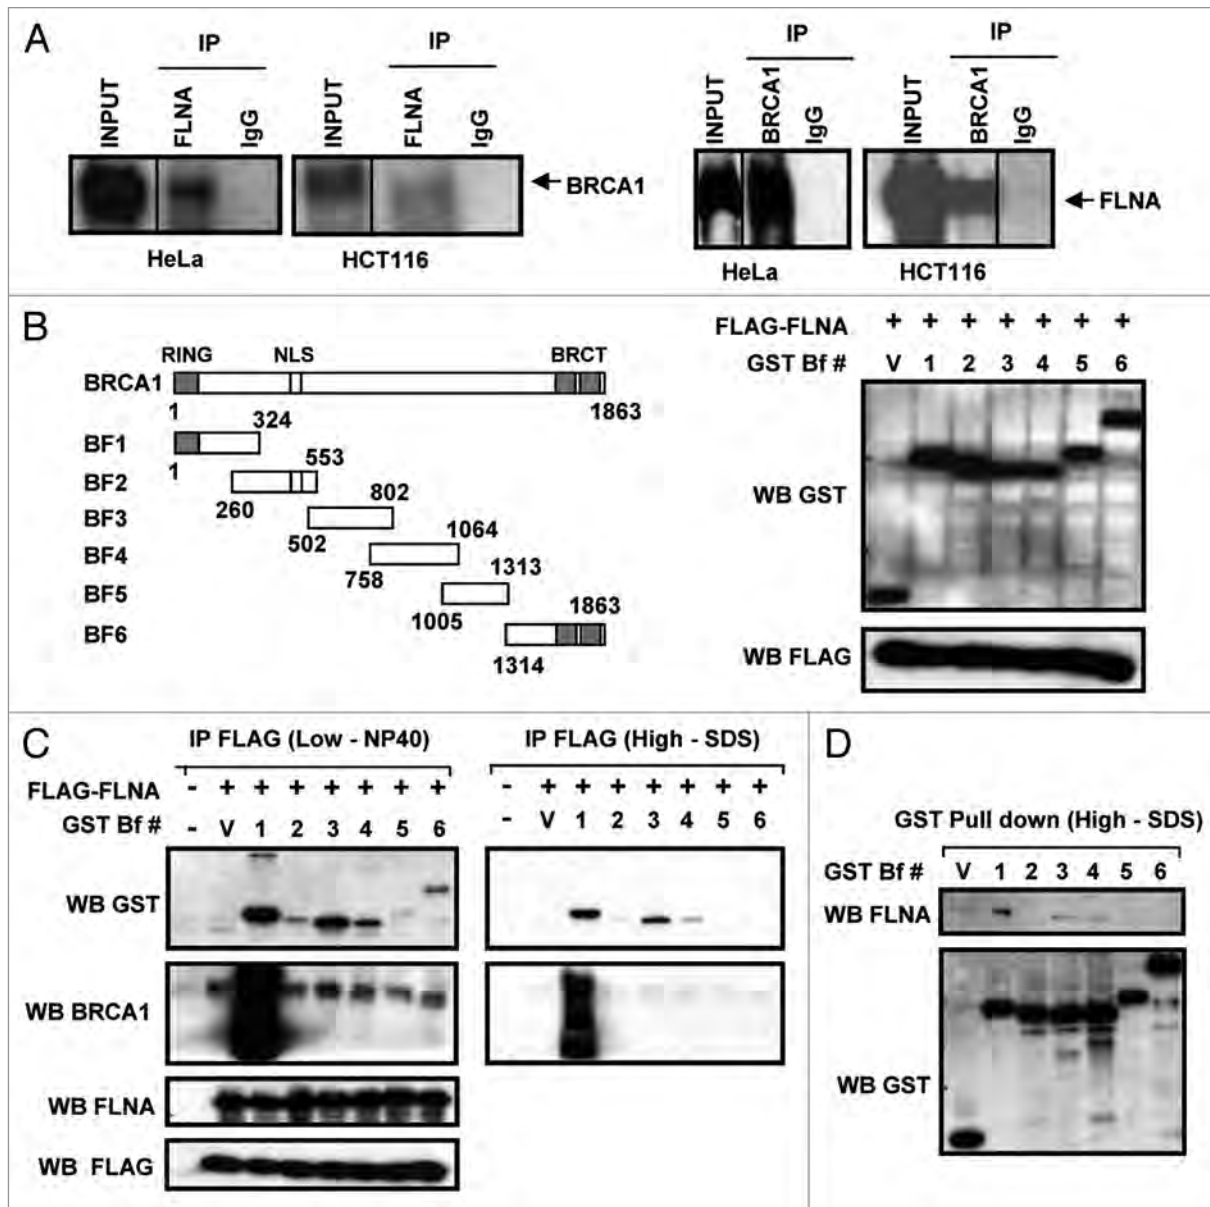 A
IP
IP
IP
IP
INPUT
FLNA
IgG
INPUT
FLNA
IgG
INPUT
BRCA1
IgG
INPUT
BRCA1
IgG
BRCA1
FLNA
HeLa
HCT116
HeLa
HCT116
B
RING NLS BRCT
BRCA1
1 1863
BF1
324
1
BF2
553
260
BF3
802
502
BF4
1064
758
BF5
1313
1005
BF6
1863
1314
FLAG-FLNA + + + + + + +
GST Bf # V 1 2 3 4 5 6
WB GST
WB FLAG
C
IP FLAG (Low - NP40) IP FLAG (High - SDS)
FLAG-FLNA - + + + + + + + - + + + + + + +
GST Bf # - V 1 2 3 4 5 6 - V 1 2 3 4 5 6
WB GST
WB BRCA1
WB FLNA
WB FLAG
D
GST Pull down (High - SDS)
GST Bf # V 1 2 3 4 5 6
WB FLNA
WB GST